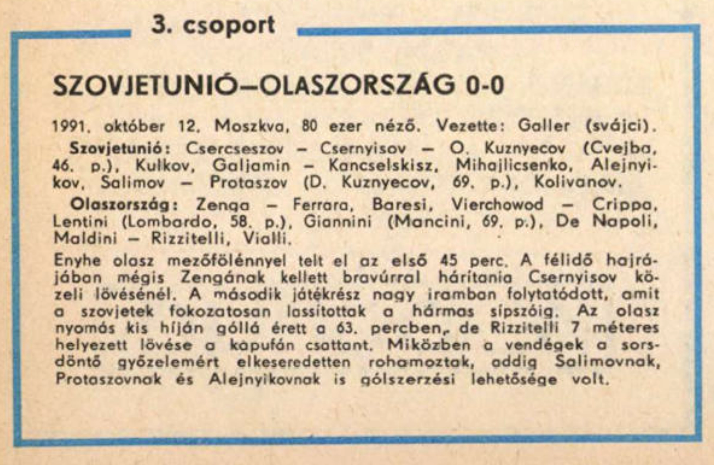 3. csoport
SZOVJETUNIÓ—OLASZORSZÁG 0-0
1991. október 12. Moszkva, 80 ezer néző. Vezette: Galler (svájci).
Szovjetunió: Csercseszov – Csernyisov – O. Kuznyecov (Cvejba,
46. p.), Kulkov, Galjamin – Kancselskisz, Mihajlicsenko, Alejnyi-
kov, Salimov – Protaszov (D. Kuznyecov, 69. p.), Kolivanov.
Olaszország: Zenga – Ferrara, Baresi, Vierchowod – Crippa,
Lentini (Lombardo, 58. p.), Giannini (Mancini, 69. p.), De Napoli,
Maldini – Rizzitelli, Vialli.
Enyhe olasz mezőfölénnyel telt el az első 45 perc. A félidő hajrá-
jában mégis Zengának kellett bravúrral hárítania Csernyisov kö-
zeli lövésénél. A második játékrész nagy iramban folytatódott, amit
a szovjetek fokozatosan lassítottak a hármas sípszóig. Az olasz
nyomás kis híján góllá érett a 63. percben, de Rizzitelli 7 méteres
helyezett lövése a kapufán csattant. Miközben a vendégek a sors-
döntő győzelemért elkeseredetten rohamoztak, addig Salimovnak,
Protaszovnak és Alejnyikovnak is gólszerzési lehetősége volt.